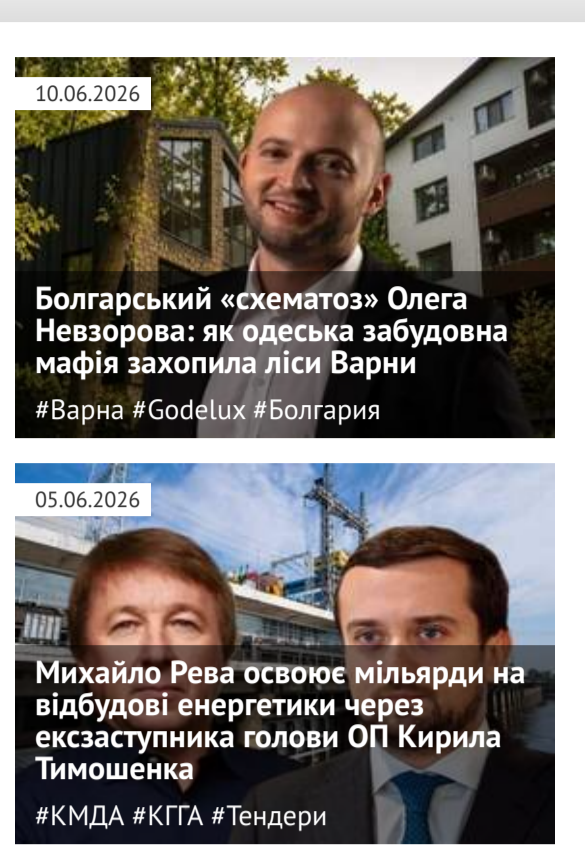 10.06.2026
Болгарський «схематоз» Олега
Невзорова: як одеська забудовна
мафія захопила ліси Варни
#Варна #Godelux #Болгария
05.06.2026
Михайло Рева освоює мільярди на
відбудові енергетики через
ексзаступника голови ОП Кирила
Тимошенка
#КМДА #КГГА #Тендери